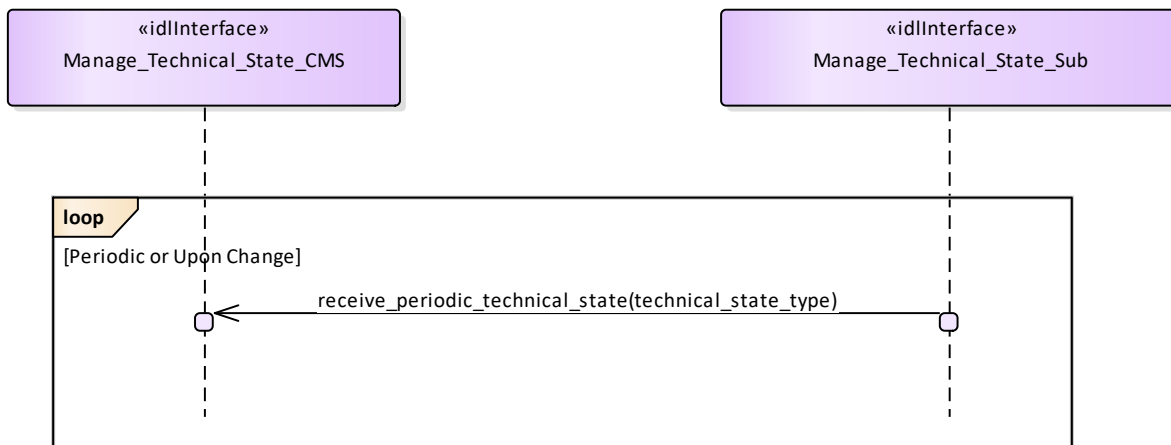 «idlInterface»
Manage_Technical_State_CMS
«idlInterface»
Manage_Technical_State_Sub
loop
[Periodic or Upon Change]
receive_periodic_technical_state(technical_state_type)